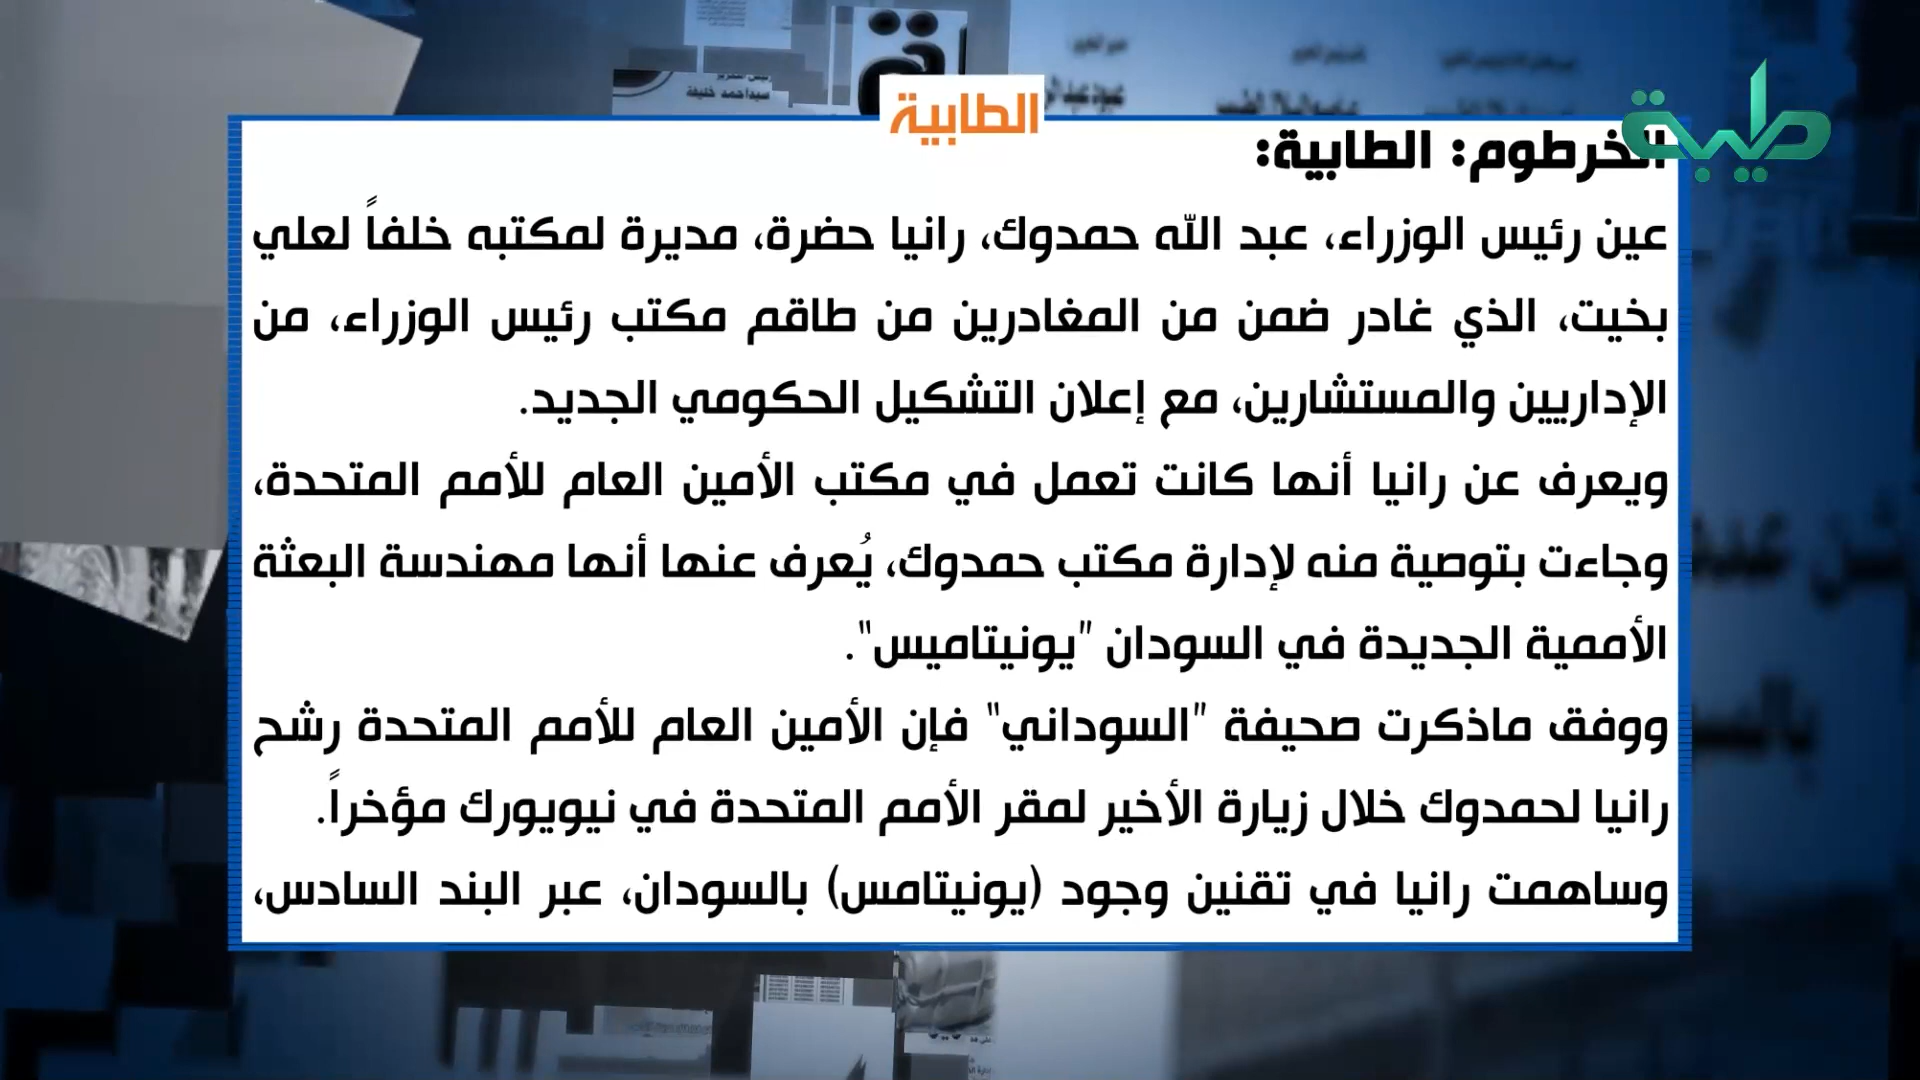 سيداحمد خليفة
طيبة
الطابية
الخرطوم: الطابية:
عين رئيس الوزراء، عبد الله حمدوك، رانيا حضرة، مديرة لمكتبه خلفاً لعلي
بخيت، الذي غادر ضمن من المغادرين من طاقم مكتب رئيس الوزراء، من
الإداريين والمستشارين، مع إعلان التشكيل الحكومي الجديد.
ويعرف عن رانيا أنها كانت تعمل في مكتب الأمين العام للأمم المتحدة،
وجاءت بتوصية منه لإدارة مكتب حمدوك، يُعرف عنها أنها مهندسة البعثة
الأممية الجديدة في السودان "يونيتاميس".
ووفق ماذكرت صحيفة "السوداني" فإن الأمين العام للأمم المتحدة رشح
رانيا لحمدوك خلال زيارة الأخير لمقر الأمم المتحدة في نيويورك مؤخراً.
وساهمت رانيا في تقنين وجود (يونيتامس) بالسودان، عبر البند السادس،